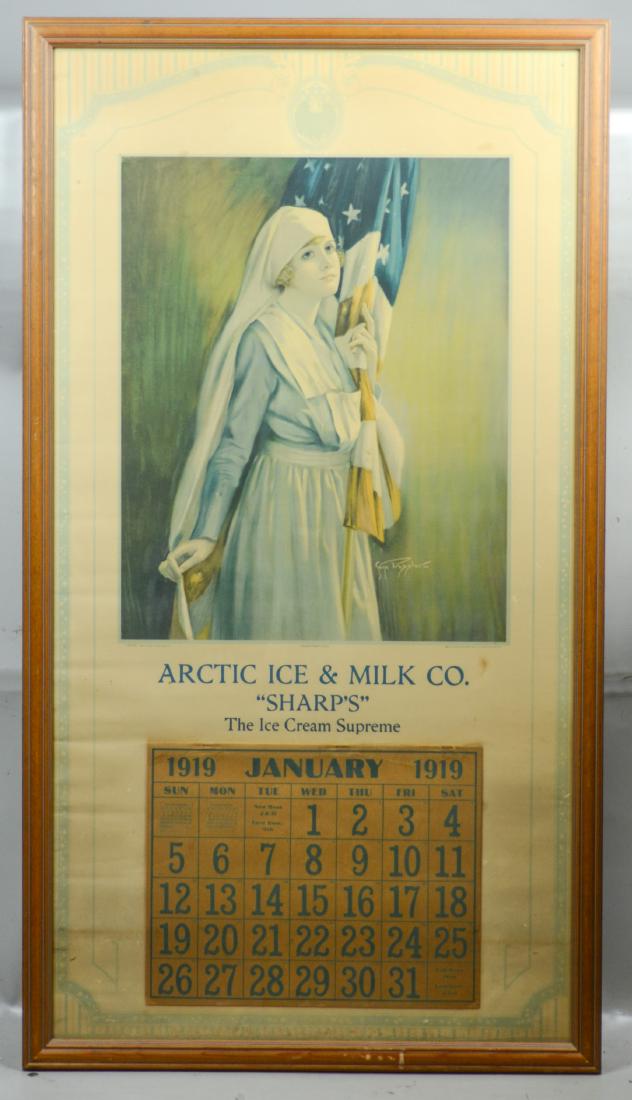 ARCTIC ICE & MILK CO.
"SHARP'S"
The Ice Cream Supreme
1919 JANUARY 1919
SUN MON TUE WED THU FRI SAT
New Moon
1 2 3 4
5 6 7 8 9 10 11
12 13 14 15 16 17 18
19 20 21 22 23 24 25
26 27 28 29 30 31